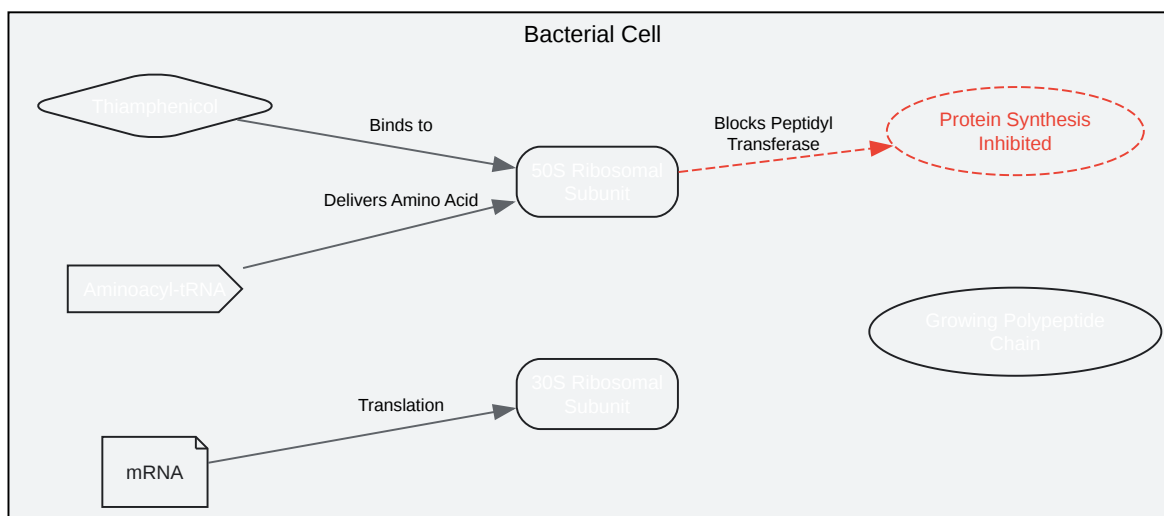 Bacterial Cell
Thiamphenicol
Binds to
Blocks Peptidyl
Transferase
Protein Synthesis
Inhibited
50S Ribosomal
Subunit
Delivers Amino Acid
Aminoacyl-tRNA
Growing Polypeptide
Chain
30S Ribosomal
Subunit
Translation
mRNA